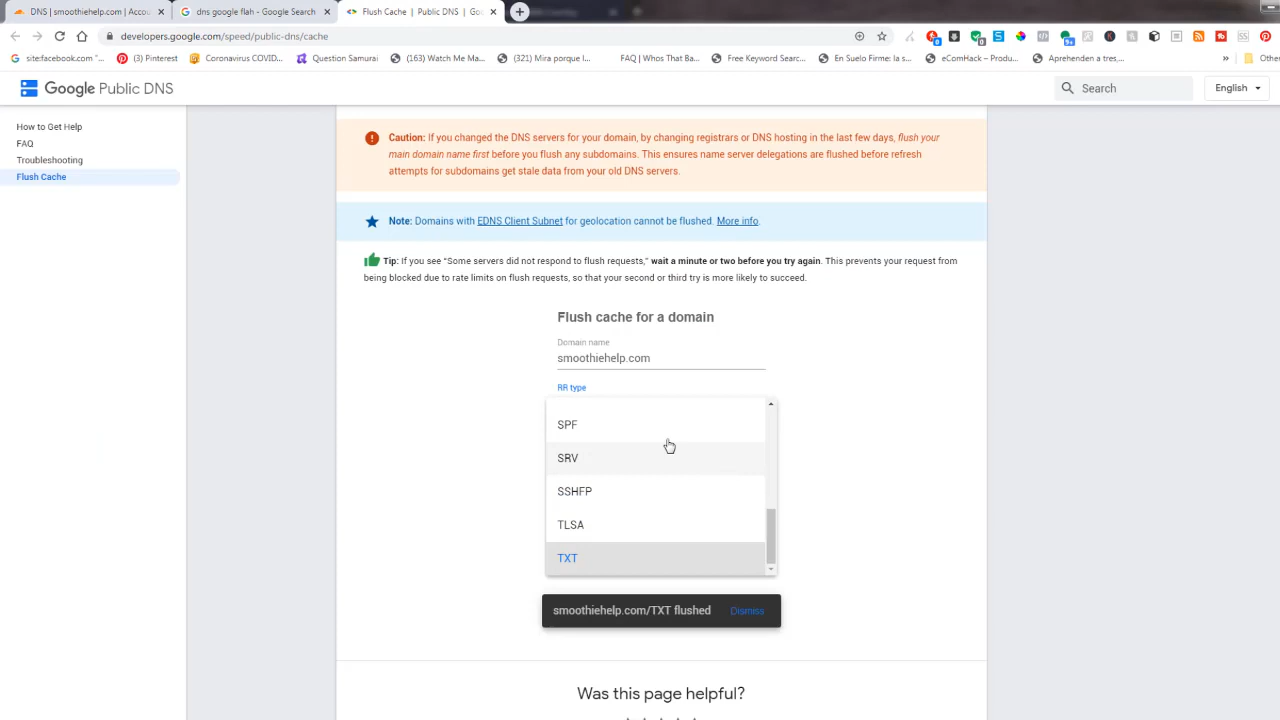 DNS | smoothiehelp.com | Accou
dns google flah - Google Search
Flush Cache | Public DNS | Go
developers.google.com/speed/public-dns/cache
site:facebook.com "...
(3) Pinterest
Coronavirus COVID...
Question Samurai
(163) Watch Me Ma...
(321) Mira porque l...
FAQ | Whos That Ba...
Free Keyword Searc...
En Suelo Firme: la s...
eComHack – Produ...
Aprehenden a tres,...
Other
Google Public DNS
Search
English
How to Get Help
FAQ
Troubleshooting
Flush Cache
Caution: If you changed the DNS servers for your domain, by changing registrars or DNS hosting in the last few days, flush your
main domain name first before you flush any subdomains. This ensures name server delegations are flushed before refresh
attempts for subdomains get stale data from your old DNS servers.
Note: Domains with EDNS Client Subnet for geolocation cannot be flushed. More info.
Tip: If you see “Some servers did not respond to flush requests,” wait a minute or two before you try again. This prevents your request from
being blocked due to rate limits on flush requests, so that your second or third try is more likely to succeed.
Flush cache for a domain
Domain name
smoothiehelp.com
RR type
SPF
SRV
SSHFP
TLSA
TXT
smoothiehelp.com/TXT flushed
Dismiss
Was this page helpful?